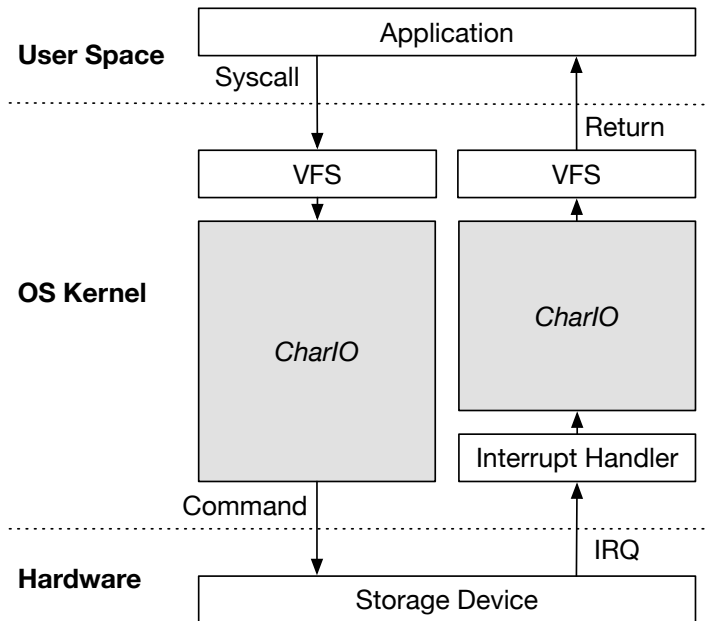 Application
User Space
Syscall
Return
VFS
VFS
OS Kernel
CharIO
CharIO
Interrupt Handler
Command
IRQ
Hardware
Storage Device